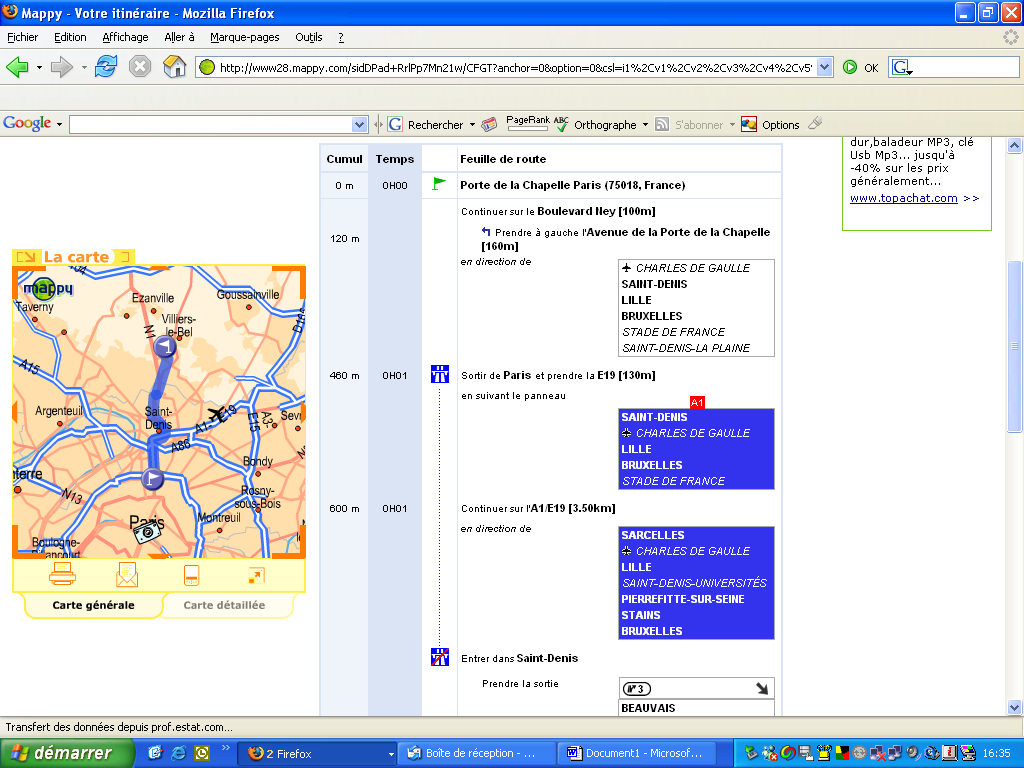 Mappy - Votre itinéraire - Mozilla Firefox
Fichier Edition Affichage Aller à Marque-pages Outils ?
http://www28.mappy.com/sidDPad+RrlPp7Mn21w/CFGT?anchor=0&option=0&csl=i1%2Cv1%2Cv2%2Cv3%2Cv4%2Cv5 OK G
Google G Rechercher PageRank ABC Orthographe S'abonner Options
dur,baladeur MP3, clé
Usb Mp3... jusqu'à
-40% sur les prix
généralement...
www.topachat.com >>
La carte
mappy
Taverny
Ezanville
Goussainville
Villiers-
le-Bel
N1
A15
Argenteuil
Saint-
Denis
A1-E19
E15
A3
Sevr
A86
Bondy
Rosny-
sous-Bois
nterre
N13
Paris
Montreuil
Boulogne-
Billancourt
Carte générale Carte détaillée
Cumul Temps Feuille de route
0 m 0H00 Porte de la Chapelle Paris (75018, France)
Continuer sur le Boulevard Ney [100m]
120 m Prendre à gauche l'Avenue de la Porte de la Chapelle
[160m]
en direction de
CHARLES DE GAULLE
SAINT-DENIS
LILLE
BRUXELLES
STADE DE FRANCE
SAINT-DENIS-LA PLAINE
460 m 0H01 Sortir de Paris et prendre la E19 [130m]
en suivant le panneau
A1
SAINT-DENIS
CHARLES DE GAULLE
LILLE
BRUXELLES
STADE DE FRANCE
600 m 0H01 Continuer sur l'A1/E19 [3.50km]
en direction de
SARCELLES
CHARLES DE GAULLE
LILLE
SAINT-DENIS-UNIVERSITÉS
PIERREFITTE-SUR-SEINE
STAINS
BRUXELLES
Entrer dans Saint-Denis
Prendre la sortie
3
BEAUVAIS
Transfert des données depuis prof.estat.com...
démarrer 2 Firefox Boîte de réception - ... Document1 - Microsof... 16:35